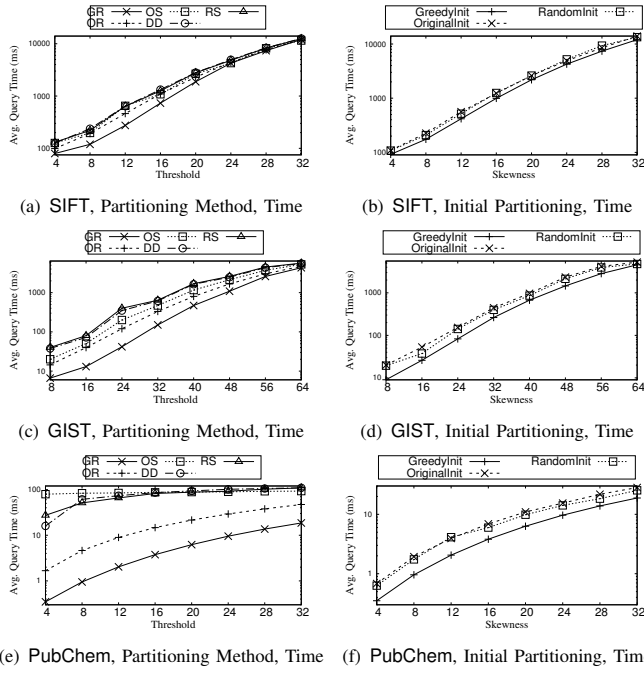 GR OS RS
OR DD
Avg. Query Time (ms)
10000
1000
100
4 8 12 16 20 24 28 32
Threshold
(a) SIFT, Partitioning Method, Time
GreedyInit RandomInit
OriginalInit
Avg. Query Time (ms)
10000
1000
100
4 8 12 16 20 24 28 32
Skewness
(b) SIFT, Initial Partitioning, Time
GR OS RS
OR DD
Avg. Query Time (ms)
1000
100
10
8 16 24 32 40 48 56 64
Threshold
(c) GIST, Partitioning Method, Time
GreedyInit RandomInit
OriginalInit
Avg. Query Time (ms)
1000
100
10
8 16 24 32 40 48 56 64
Skewness
(d) GIST, Initial Partitioning, Time
GR OS RS
OR DD
Avg. Query Time (ms)
100
10
1
4 8 12 16 20 24 28 32
Threshold
(e) PubChem, Partitioning Method, Time
GreedyInit RandomInit
OriginalInit
Avg. Query Time (ms)
10
1
4 8 12 16 20 24 28 32
Skewness
(f) PubChem, Initial Partitioning, Tim